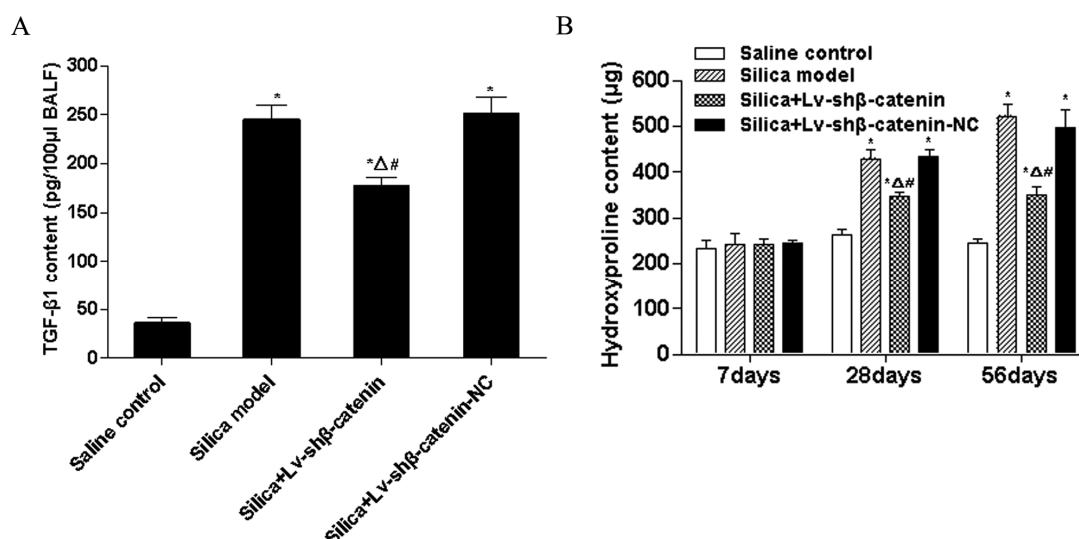 A
TGF-β1 content (pg/100μl BALF)
300
250
200
150
100
50
0
*
*Δ#
*
Saline control
Silica model
Silica+Lv-shβ-catenin
Silica+Lv-shβ-catenin-NC
B
Saline control
Silica model
Silica+Lv-shβ-catenin
Silica+Lv-shβ-catenin-NC
Hydroxyproline content (μg)
600
500
400
300
200
100
0
*
*Δ#
*
*
*Δ#
*
7days
28days
56days